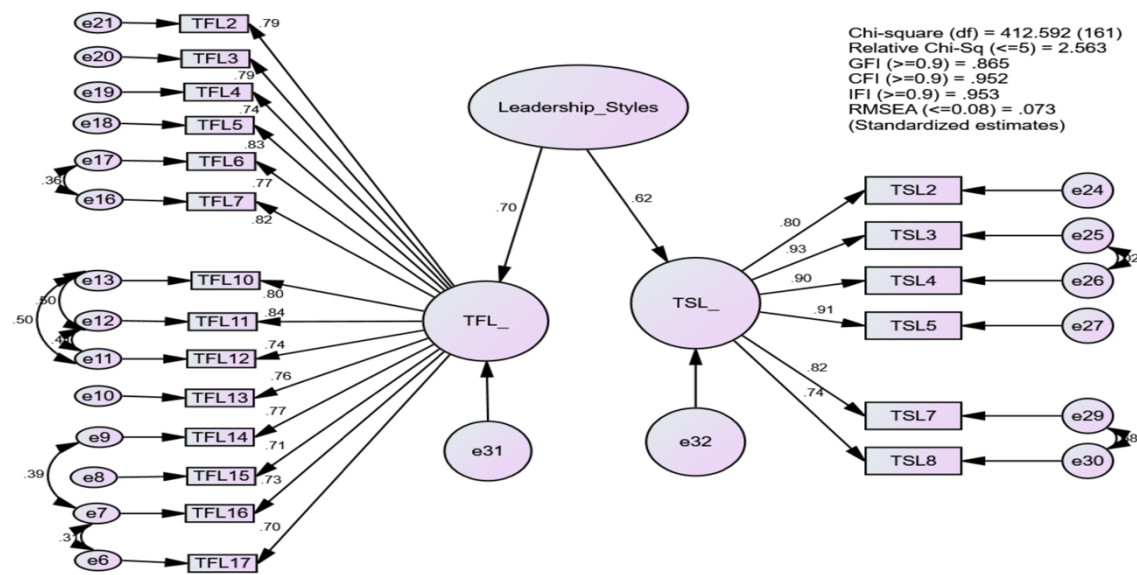 Chi-square (df) = 412.592 (161)
Relative Chi-Sq (<=5) = 2.563
GFI (>=0.9) = .865
CFI (>=0.9) = .952
IFI (>=0.9) = .953
RMSEA (<=0.08) = .073
(Standardized estimates)
Leadership_Styles
.70
.62
e21
TFL2
.79
e20
TFL3
.79
e19
TFL4
.74
e18
TFL5
.83
e17
TFL6
.77
.36
e16
TFL7
.82
e13
TFL10
.80
.50
.50
e12
TFL11
.84
e11
TFL12
.74
e10
TFL13
.76
e9
TFL14
.77
e8
TFL15
.71
.39
e7
TFL16
.73
e6
TFL17
.70
TFL_
e31
TSL_
e32
TSL2
.80
e24
TSL3
.93
e25
TSL4
.90
e26
TSL5
.91
e27
TSL7
.82
e29
TSL8
.74
e30